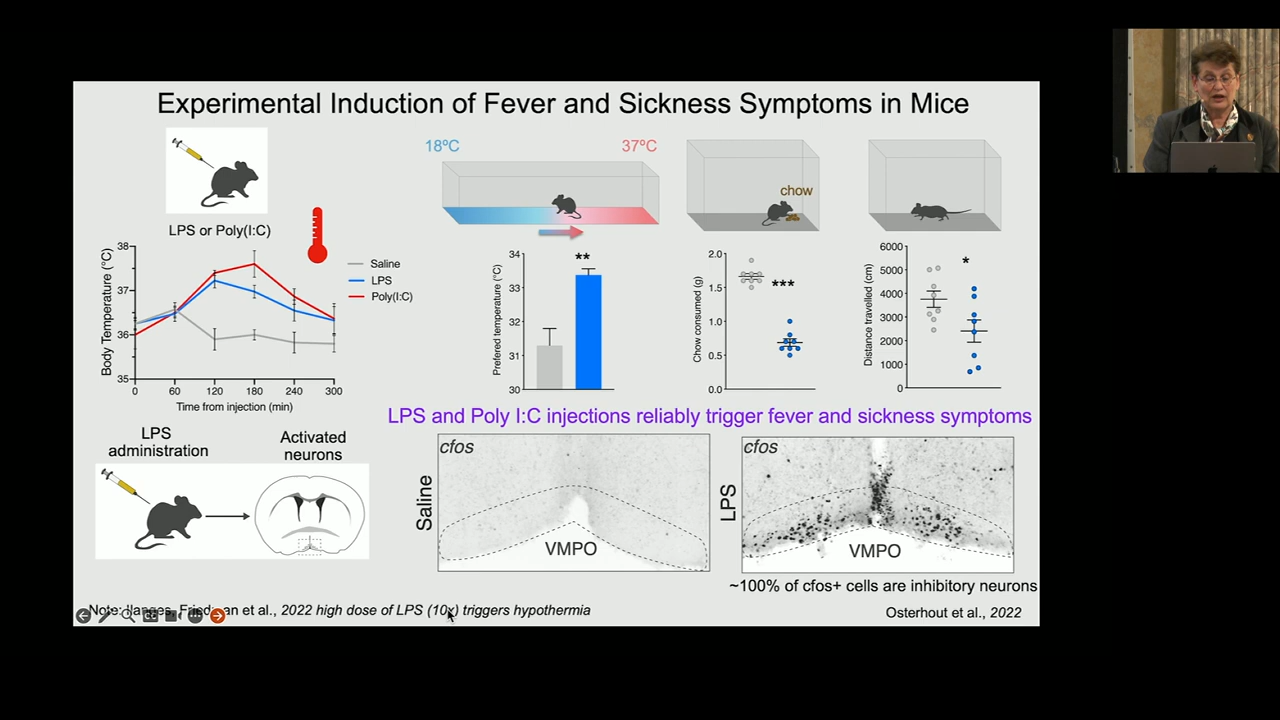 Experimental Induction of Fever and Sickness Symptoms in Mice
LPS or Poly(I:C)
38
37
36
35
Body Temperature (°C)
0
60
120
180
240
300
Time from injection (min)
Saline
LPS
Poly(I:C)
18ºC
37ºC
34
33
32
31
30
Prefered temperature (°C)
**
chow
2.0
1.5
1.0
0.5
0.0
Chow consumed (g)
***
6000
5000
4000
3000
2000
1000
0
Distance travelled (cm)
*
LPS and Poly I:C injections reliably trigger fever and sickness symptoms
LPS
administration
Activated
neurons
Saline
cfos
VMPO
LPS
cfos
VMPO
~100% of cfos+ cells are inhibitory neurons
Note: et al., 2022 high dose of LPS (10x) triggers hypothermia
Osterhout et al., 2022